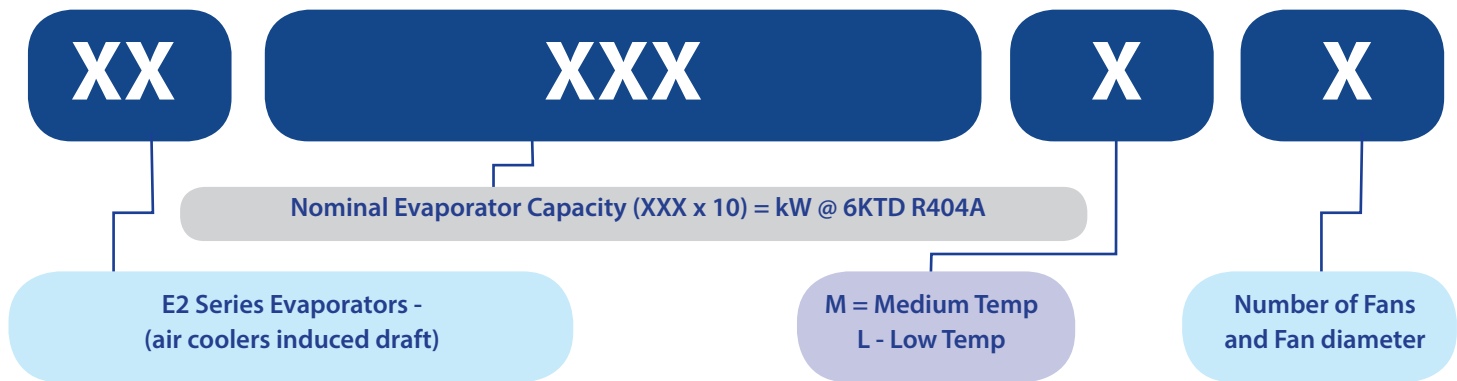 XX XXX X X
Nominal Evaporator Capacity (XXX x 10) = kW @ 6KTD R404A
E2 Series Evaporators -
(air coolers induced draft)
M = Medium Temp
L - Low Temp
Number of Fans
and Fan diameter